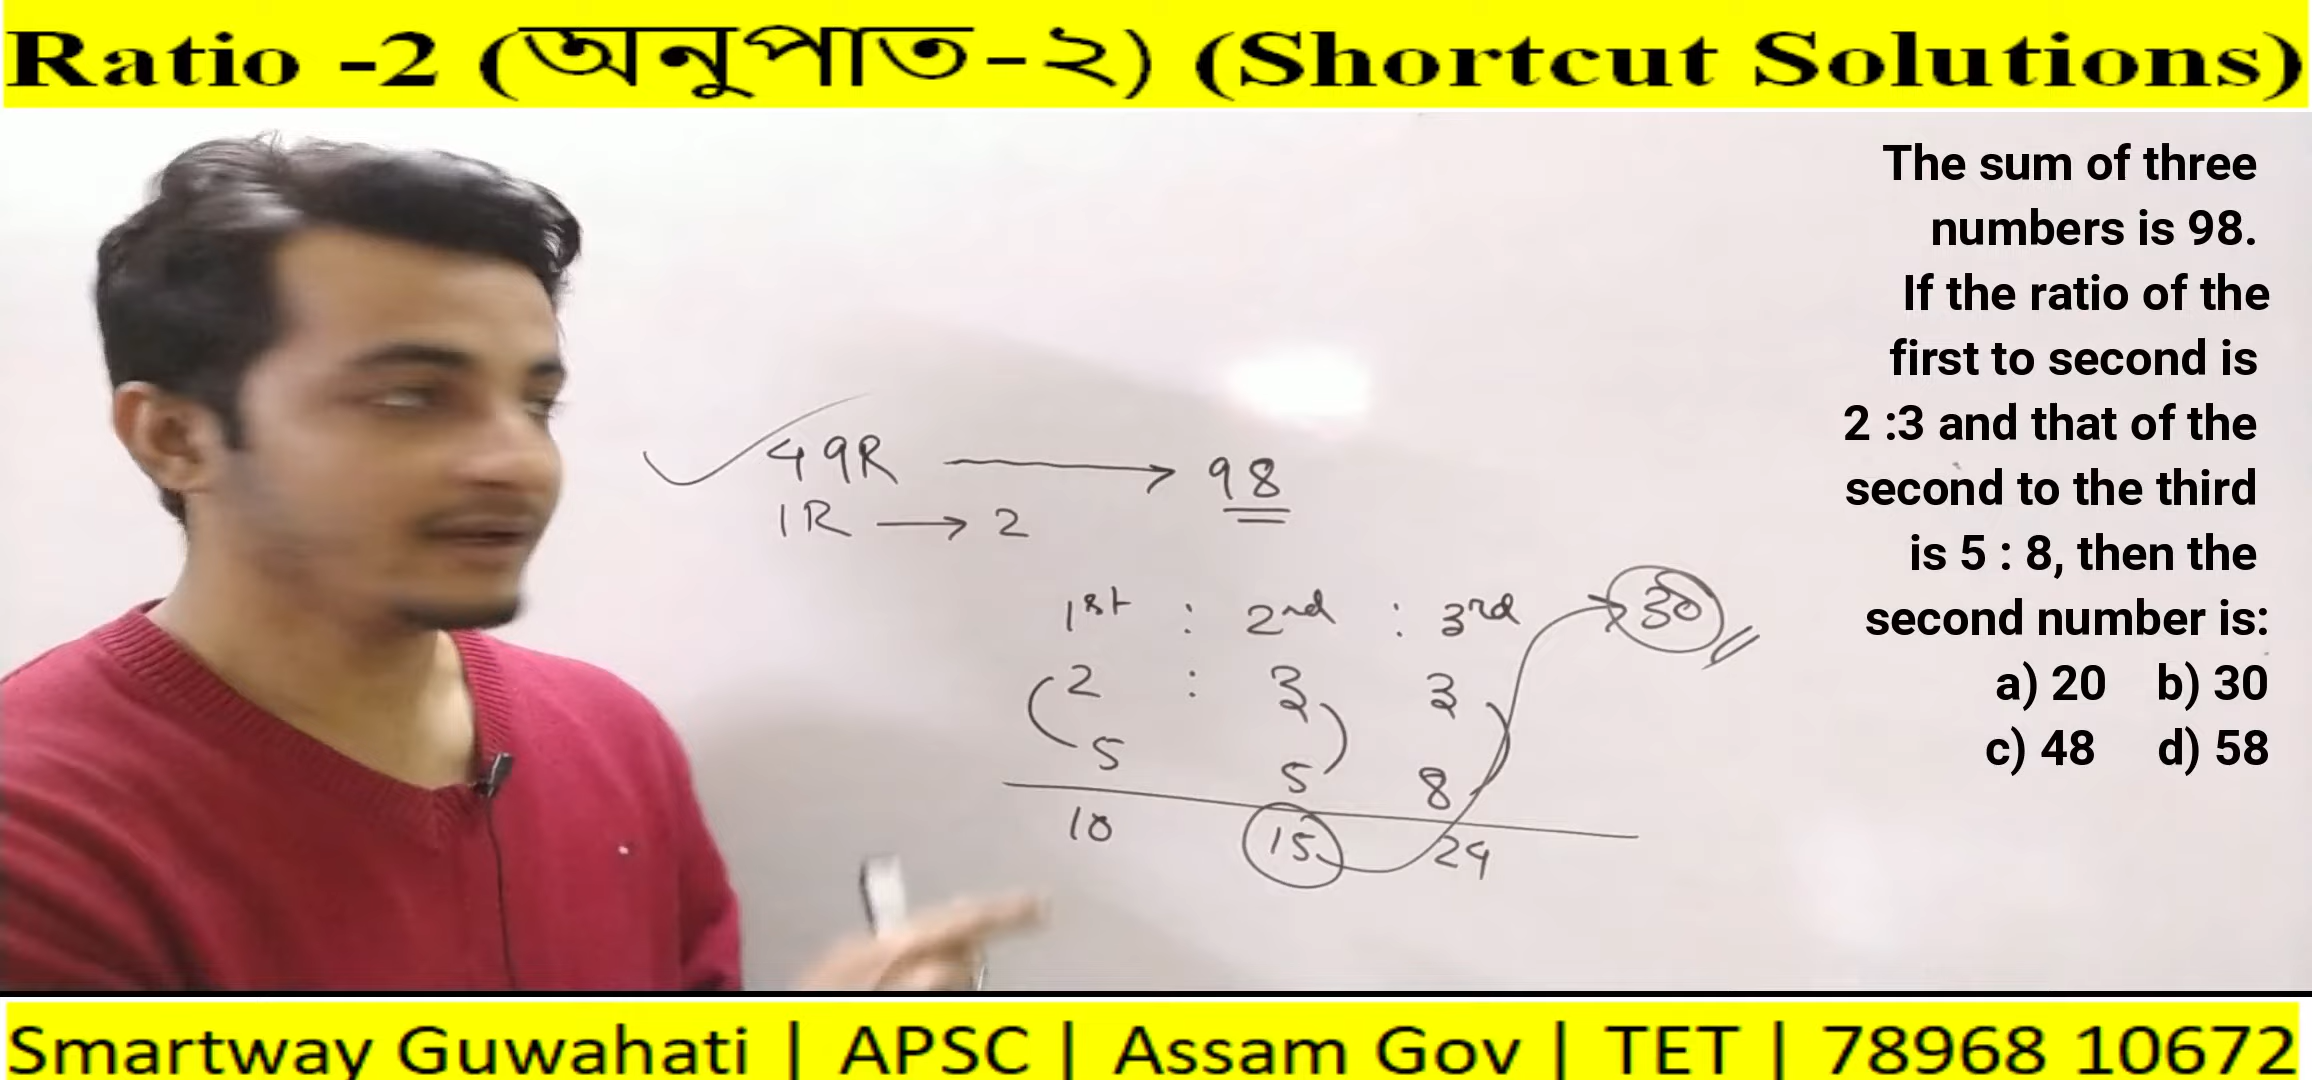 Ratio -2 (অনুপাত-২) (Shortcut Solutions)
The sum of three
numbers is 98.
If the ratio of the
first to second is
2 :3 and that of the
second to the third
is 5 : 8, then the
second number is:
a) 20 b) 30
c) 48 d) 58
49R → 98
1R → 2
1st : 2nd : 3rd
30
2 : 3 3
5 5 8
10 15 24
Smartway Guwahati | APSC | Assam Gov | TET | 78968 10672